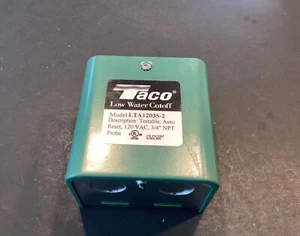 Taco
Low Water Cutoff
Model:LTA1203S-2
Description: Testable, Auto
Reset, 120 VAC, 3/4" NPT
Probe